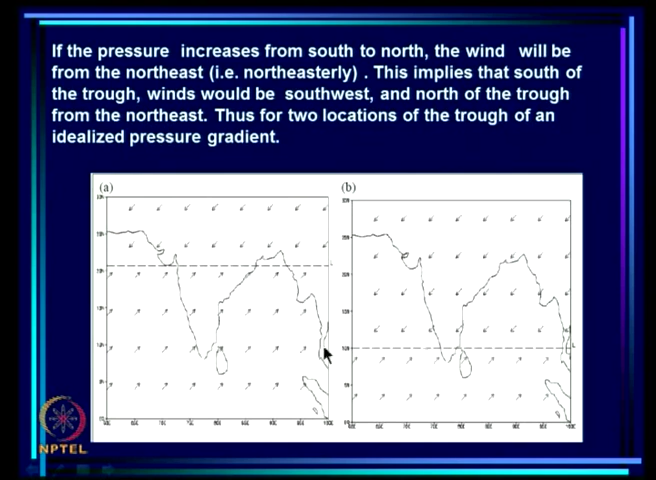 If the pressure increases from south to north, the wind will be
from the northeast (i.e. northeasterly) . This implies that south of
the trough, winds would be southwest, and north of the trough
from the northeast. Thus for two locations of the trough of an
idealized pressure gradient.
(a)
(b)
NPTEL